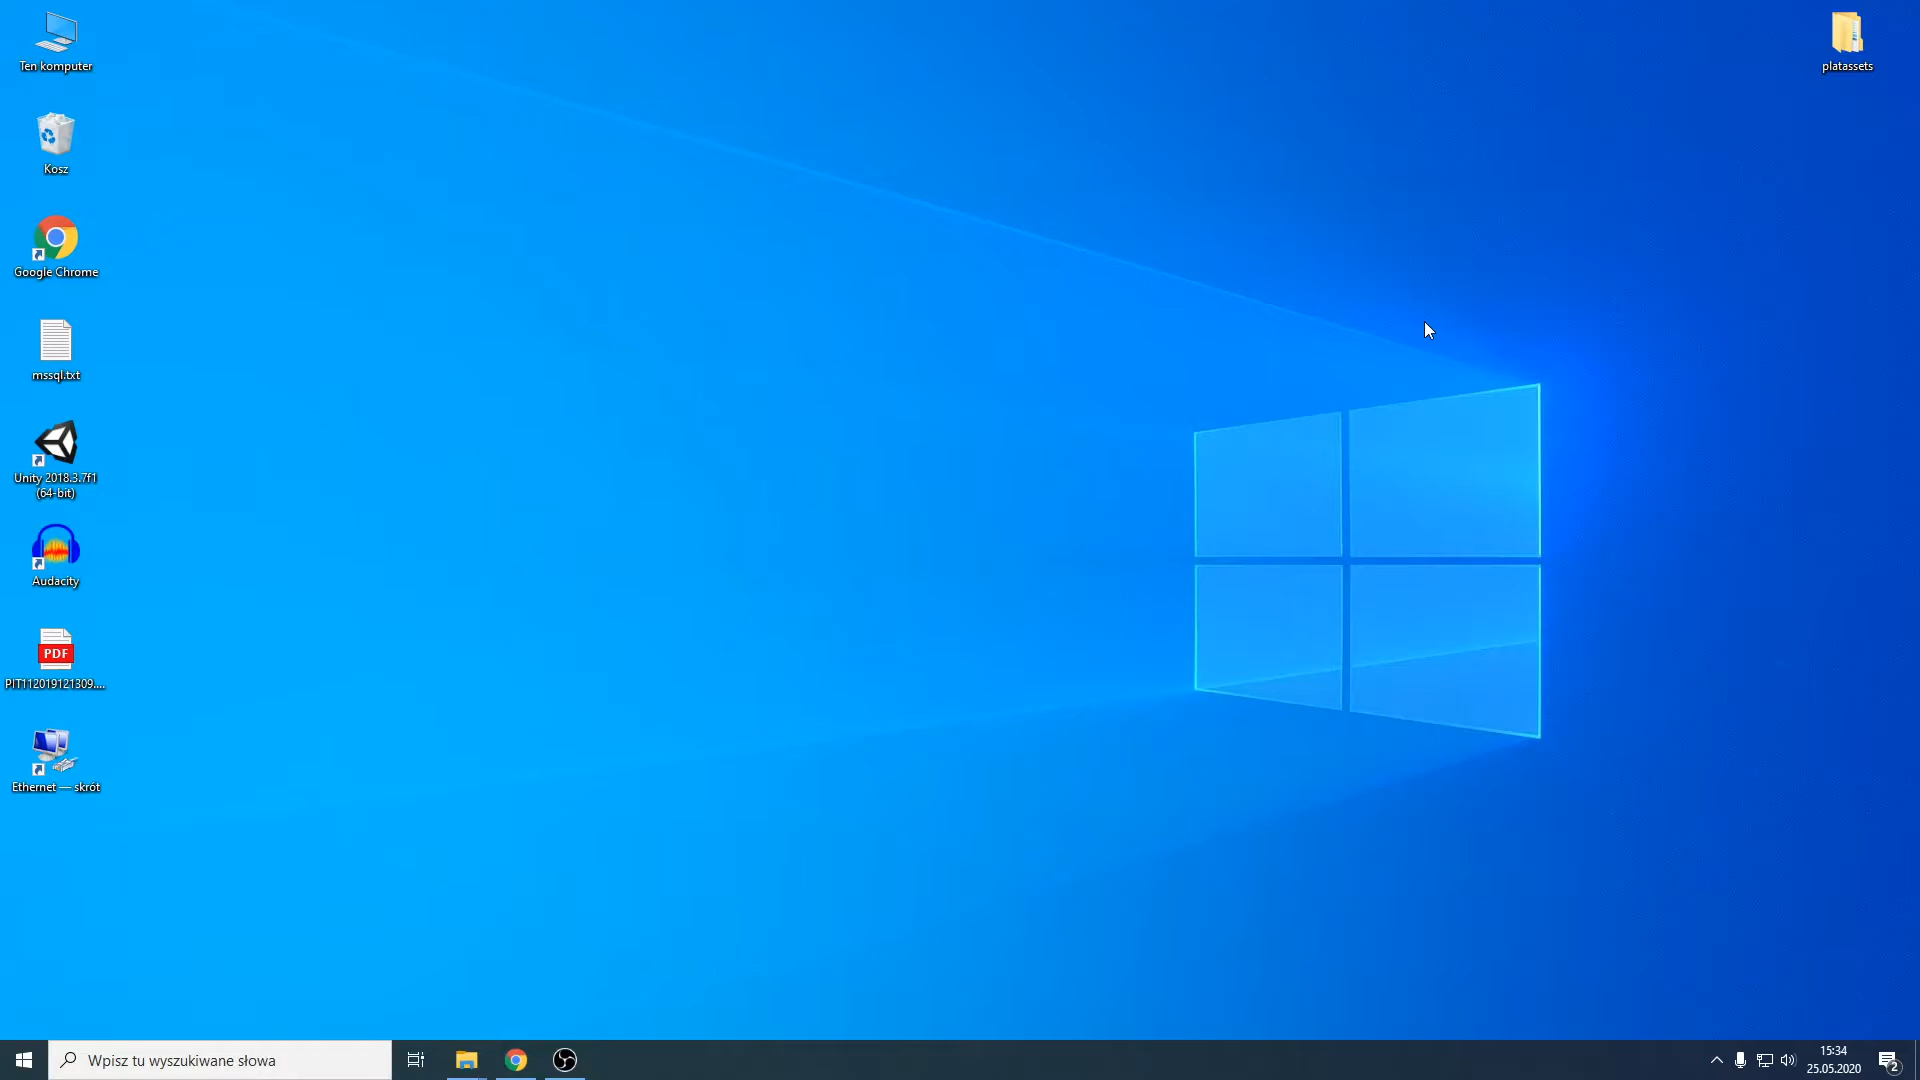 Ten komputer
platassets
Kosz
Google Chrome
mssql.txt
Unity 2018.3.7f1
(64-bit)
Audacity
PDF
PIT112019121309....
Ethernet — skrót
Wpisz tu wyszukiwane słowa
15:34
25.05.2020
2